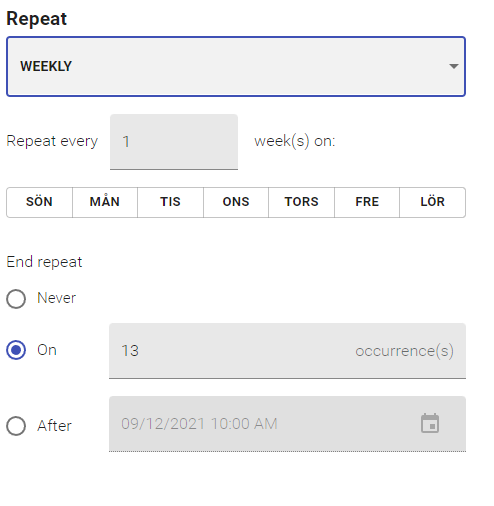 Repeat
WEEKLY
Repeat every 1 week(s) on:
SÖN MÅN TIS ONS TORS FRE LÖR
End repeat
Never
On 13 occurrence(s)
After 09/12/2021 10:00 AM